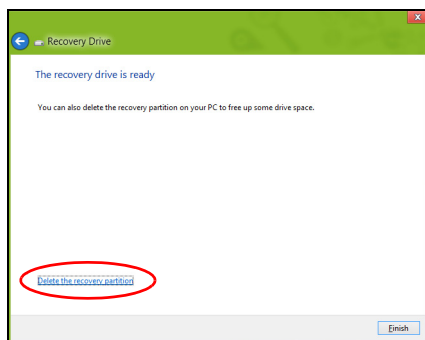 Recovery Drive
The recovery drive is ready
You can also delete the recovery partition on your PC to free up some drive space.
Delete the recovery partition
Finish